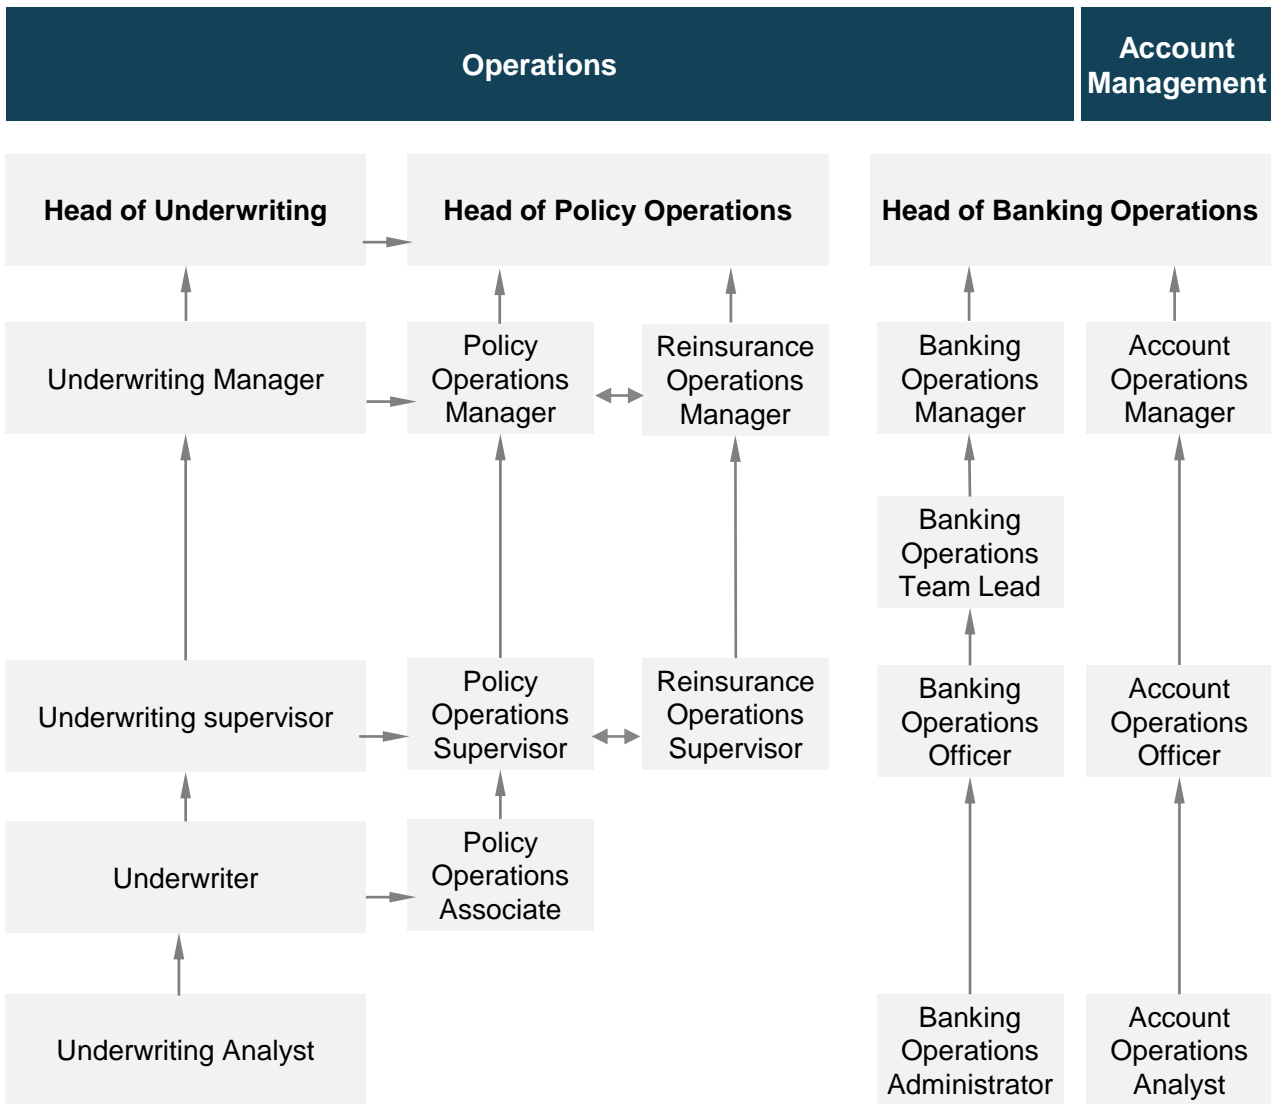 Operations
Account
Management
Head of Underwriting
Head of Policy Operations
Head of Banking Operations
Underwriting Manager
Policy
Operations
Manager
Reinsurance
Operations
Manager
Banking
Operations
Manager
Account
Operations
Manager
Banking
Operations
Team Lead
Underwriting supervisor
Policy
Operations
Supervisor
Reinsurance
Operations
Supervisor
Banking
Operations
Officer
Account
Operations
Officer
Underwriter
Policy
Operations
Associate
Underwriting Analyst
Banking
Operations
Administrator
Account
Operations
Analyst